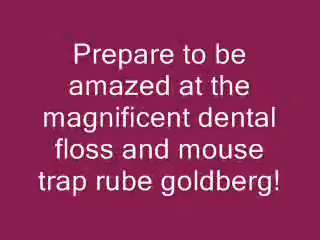 Prepare to be
amazed at the
magnificent dental
floss and mouse
trap rube goldberg!